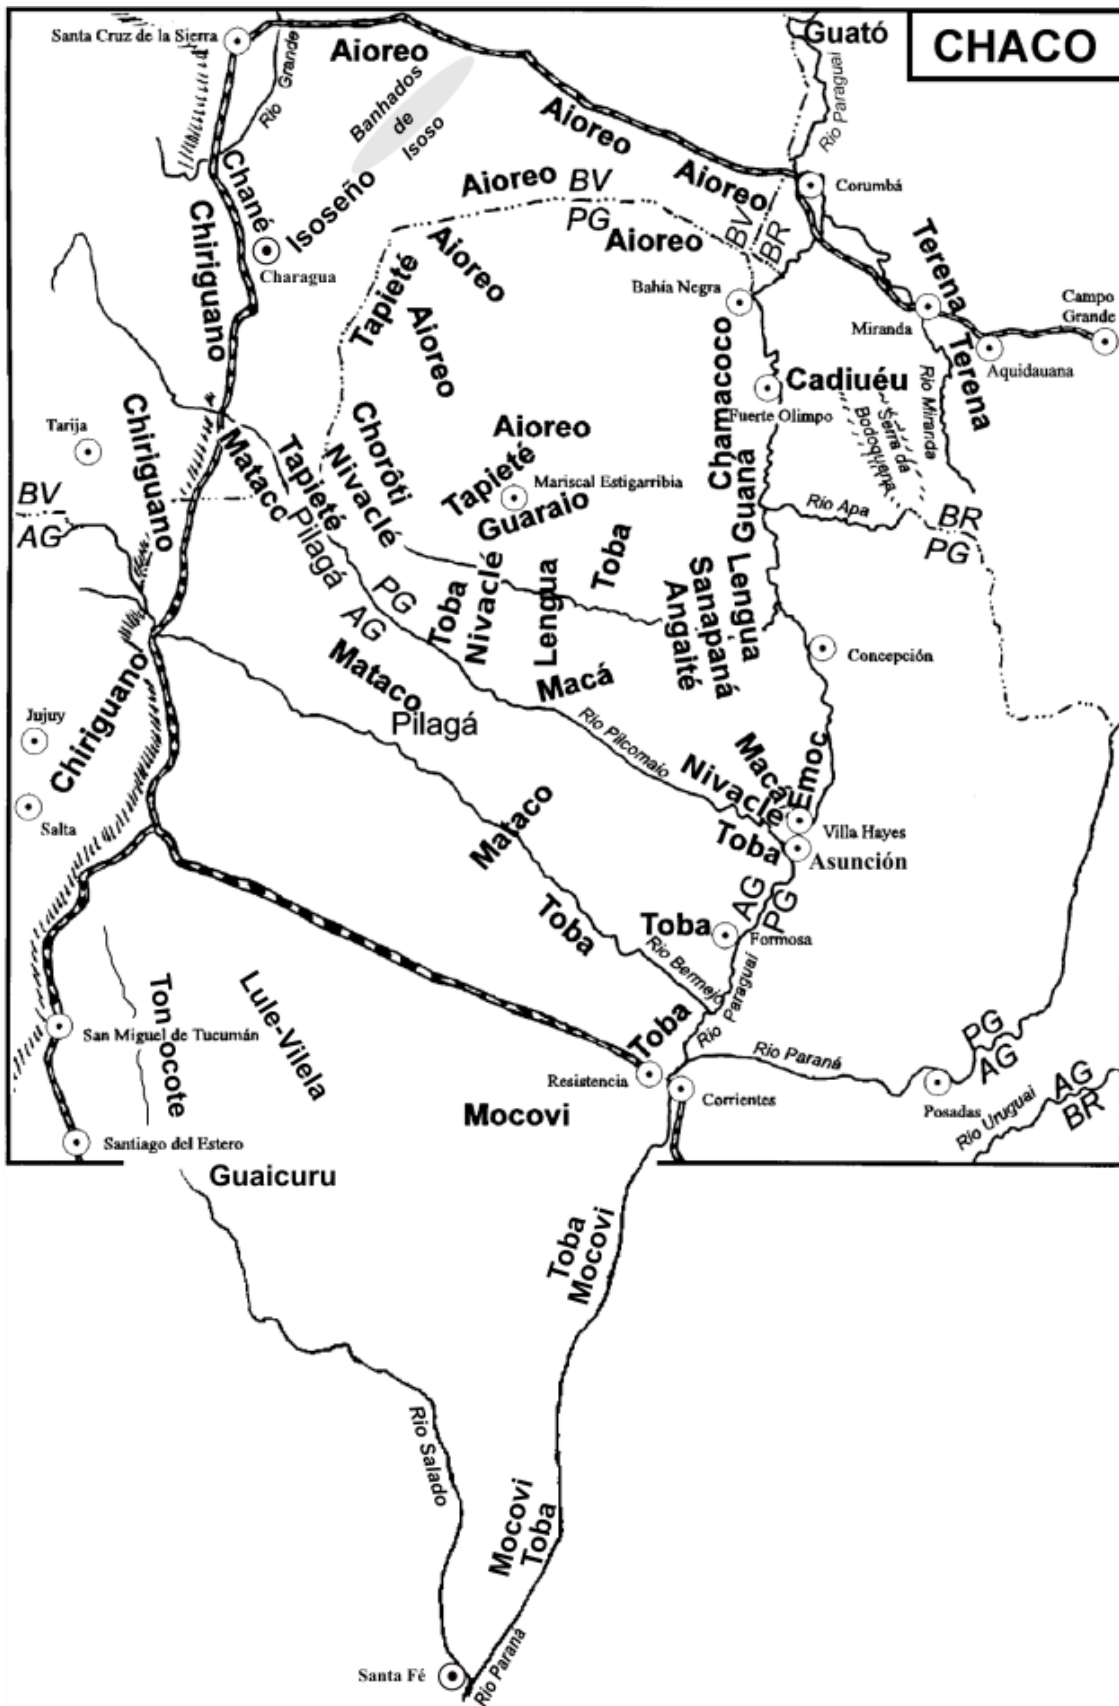 CHACO
Santa Cruz de la Sierra
Aioreo
Guató
Rio Grande
Banhados
de
Isoso
Rio Paraguai
Aioreo
Aioreo
Aioreo
Corumbá
Chané
Isoseño
BV
PG
BV
BR
Chiriguano
Charagua
Aioreo
Aioreo
Terena
Tapieté
Bahía Negra
Campo
Grande
Miranda
Aioreo
Chamacoco
Terena
Aquidauana
Cadiuéu
Rio Miranda
Fuerte Olimpo
Serra da
Bodoquena
Tarija
Chiriguano
Mataco
Tapieté
Chorôti
Nivaclé
Aioreo
Tapieté
Mariscal Estigarribia
Guaraio
Guana
BV
AG
Pilagá
Rio Apa
BR
PG
PG
AG
Toba
Nivaclé
Lengua
Toba
Lengua
Sanapaná
Angaité
Mataco
Macá
Concepción
Chiriguano
Pilagá
Jujuy
Rio Pilcomaio
Macá
Emoc
Nivaclé
Salta
Mataco
Villa Hayes
Toba
Asunción
AG
PG
Toba
Toba
Formosa
Rio Bermejo
Rio Paraguai
Tonocote
Lule-Vilela
Toba
San Miguel de Tucumán
PG
AG
Rio Paraná
Resistencia
Corrientes
Posadas
AG
BR
Rio Uruguai
Mocovi
Santiago del Estero
Guaicuru
Toba
Mocovi
Rio Salado
Mocovi
Toba
Santa Fé
Rio Paraná